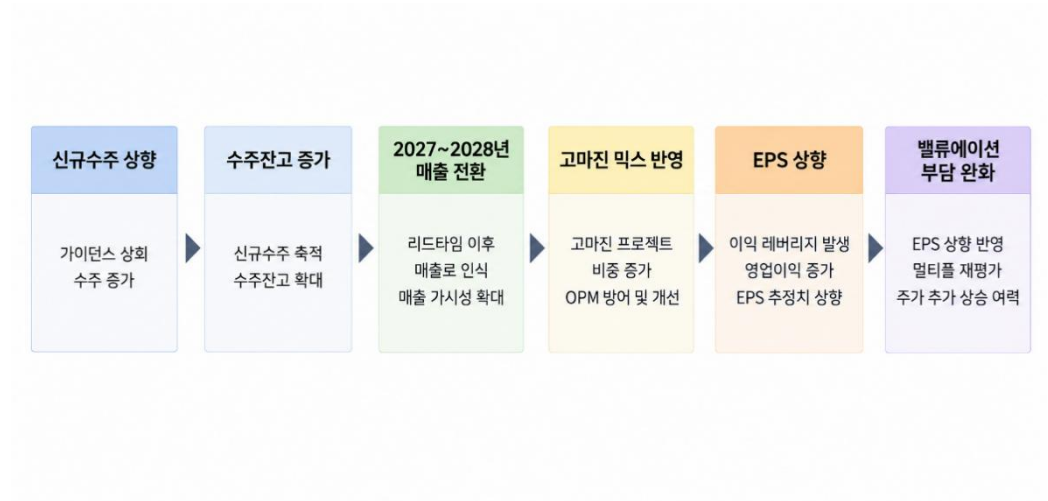 신규수주 상향
가이던스 상회
수주 증가
수주잔고 증가
신규수주 축적
수주잔고 확대
2027~2028년
매출 전환
리드타임 이후
매출로 인식
매출 가시성 확대
고마진 믹스 반영
고마진 프로젝트
비중 증가
OPM 방어 및 개선
EPS 상향
이익 레버리지 발생
영업이익 증가
EPS 추정치 상향
밸류에이션
부담 완화
EPS 상향 반영
멀티플 재평가
주가 추가 상승 여력